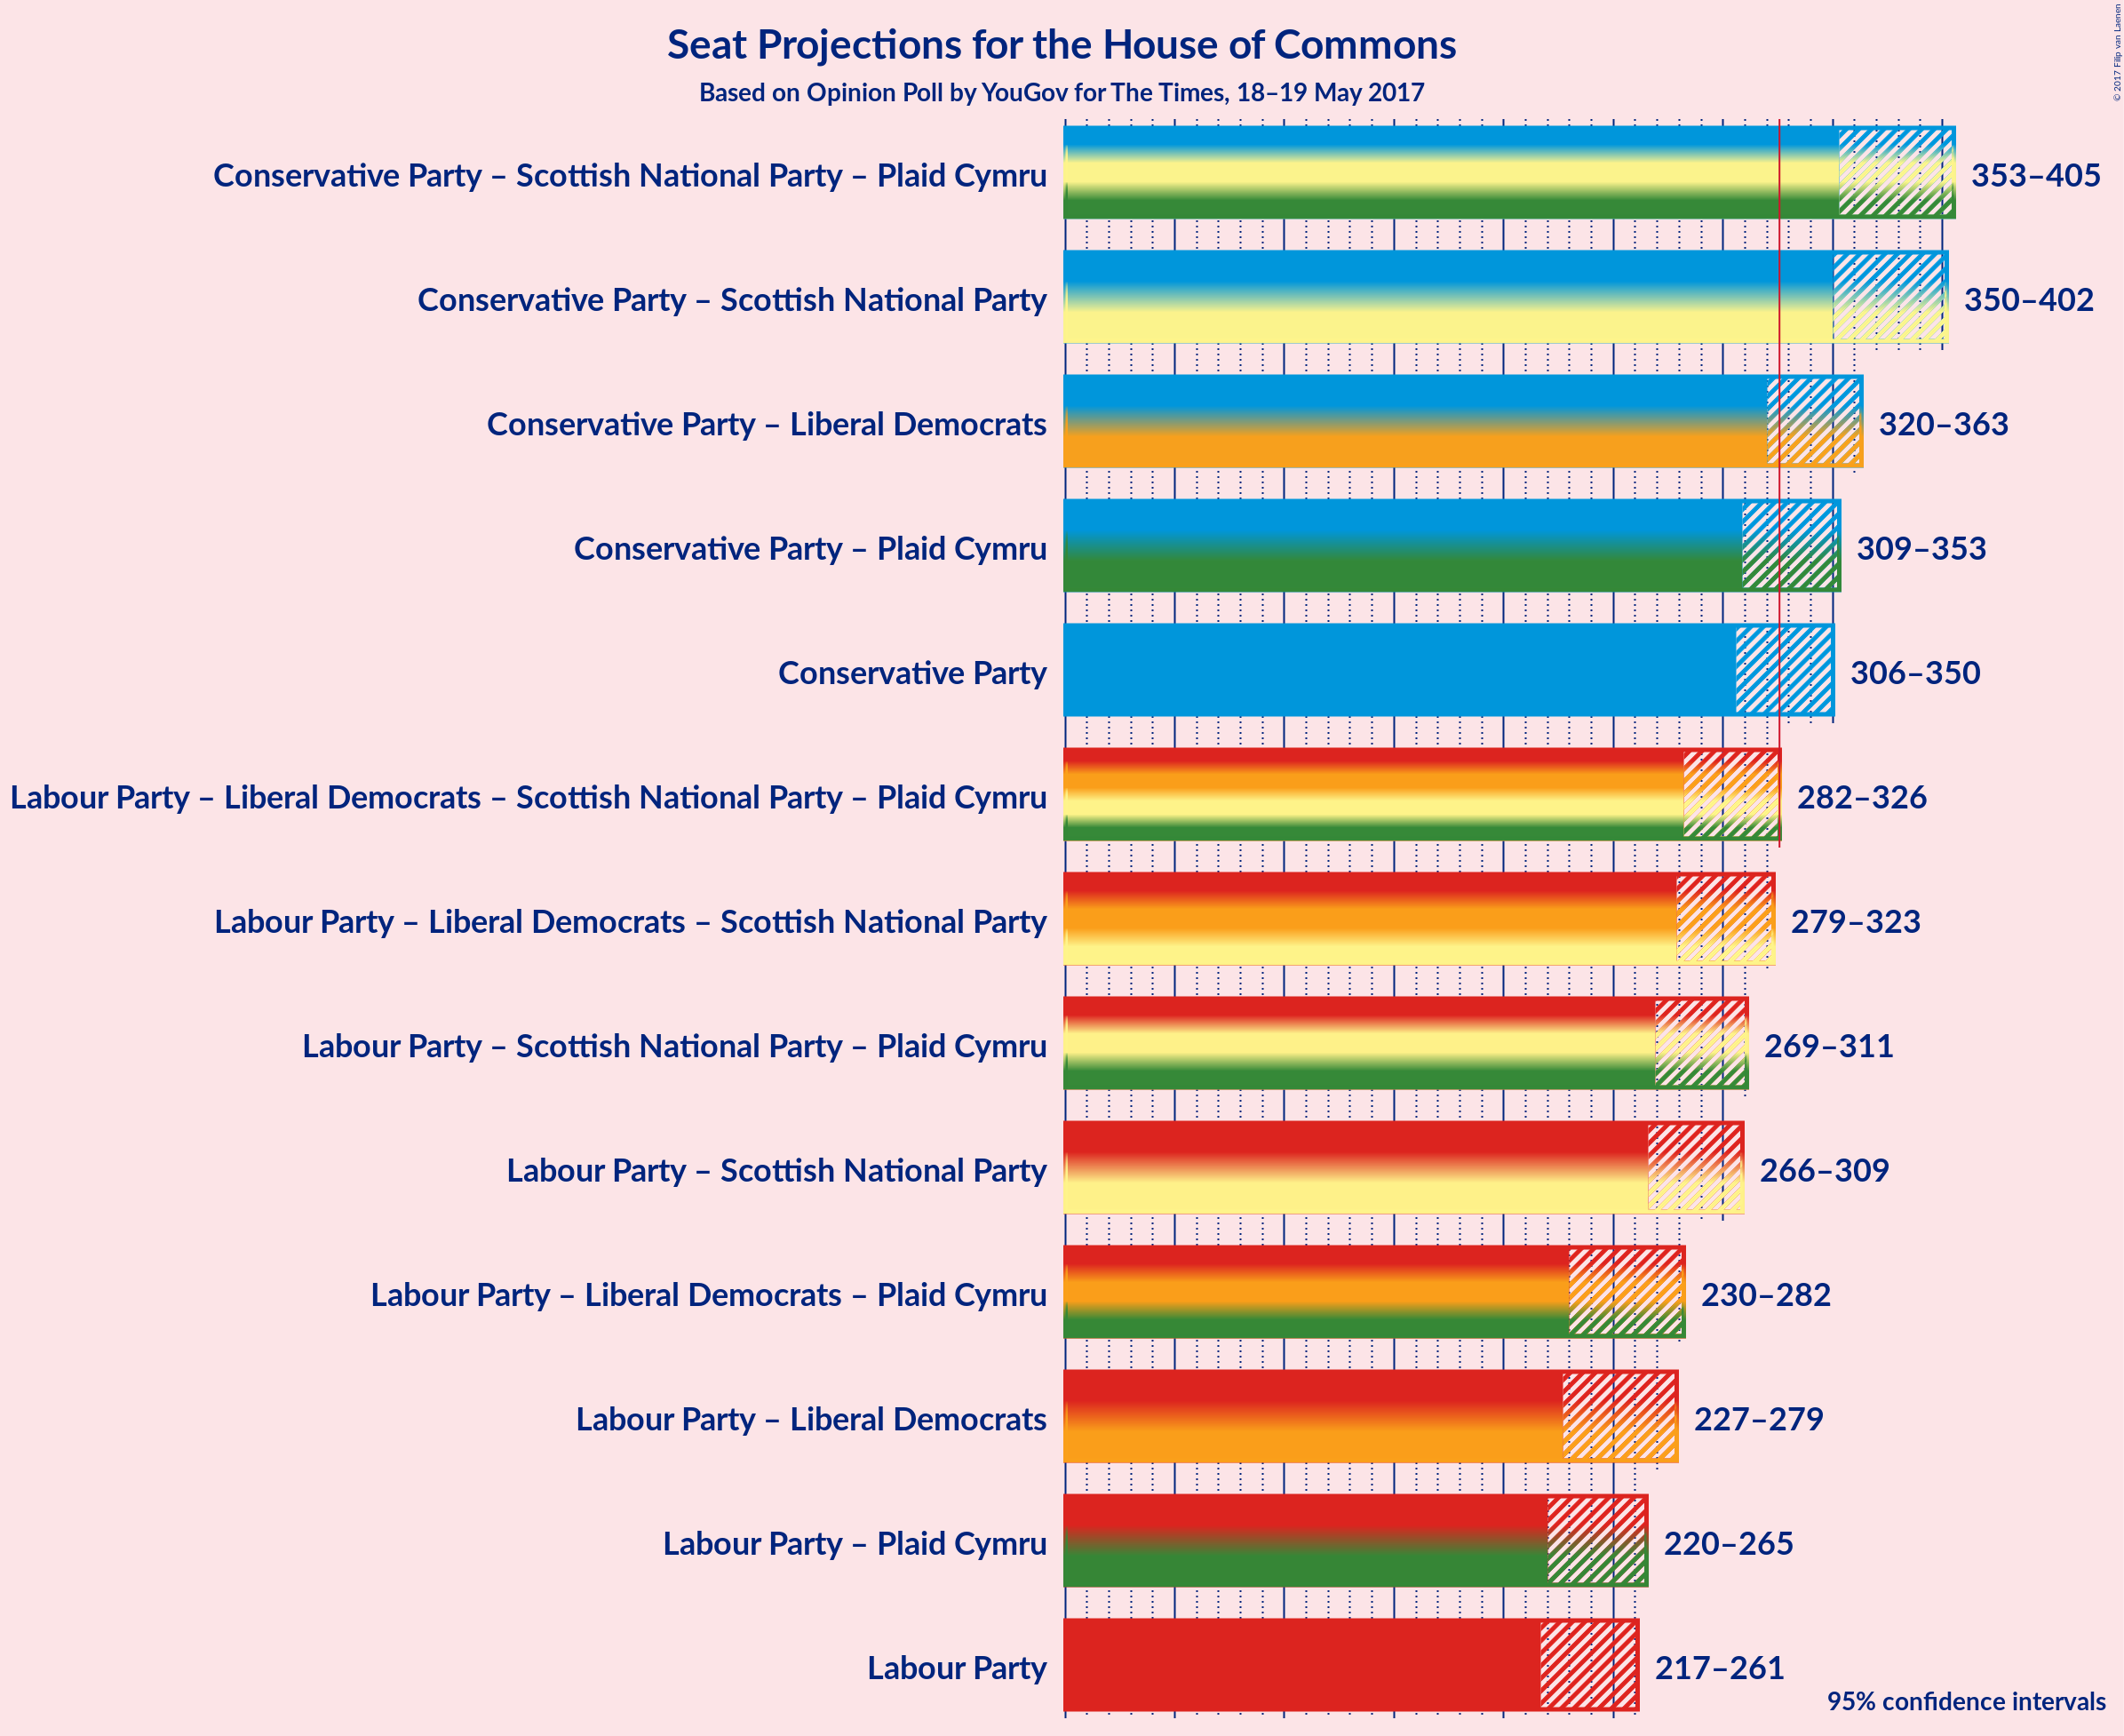 Seat Projections for the House of Commons
Based on Opinion Poll by YouGov for The Times, 18–19 May 2017
© 2017 Filip van Laenen
Conservative Party – Scottish National Party – Plaid Cymru 353–405
Conservative Party – Scottish National Party 350–402
Conservative Party – Liberal Democrats 320–363
Conservative Party – Plaid Cymru 309–353
Conservative Party 306–350
Labour Party – Liberal Democrats – Scottish National Party – Plaid Cymru 282–326
Labour Party – Liberal Democrats – Scottish National Party 279–323
Labour Party – Scottish National Party – Plaid Cymru 269–311
Labour Party – Scottish National Party 266–309
Labour Party – Liberal Democrats – Plaid Cymru 230–282
Labour Party – Liberal Democrats 227–279
Labour Party – Plaid Cymru 220–265
Labour Party 217–261
95% confidence intervals